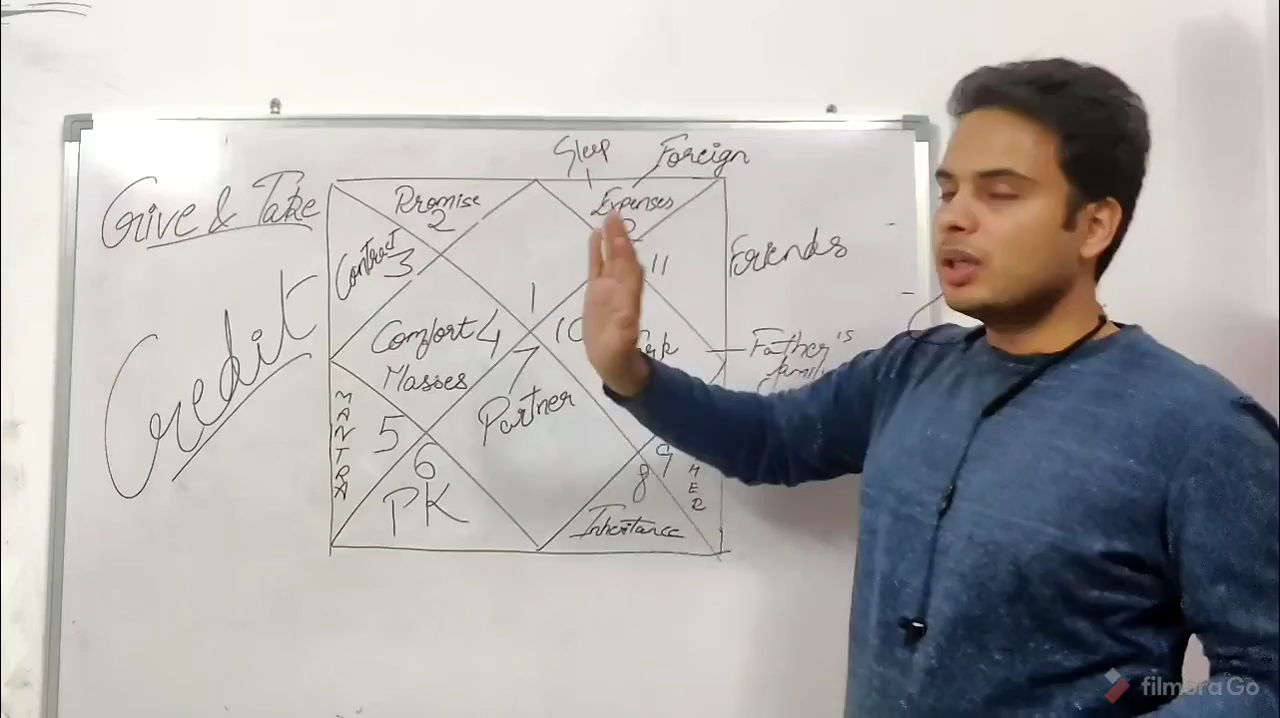 Sleep
Foreign
Give & Take
Promise
2
Expenses
Contract
3
11
Friends
Credit
1
Comfort 4
10
Father's
family
Masses
7
Partner
MANTRA
5
6
9
8
PK
Inheritance
filmora Go